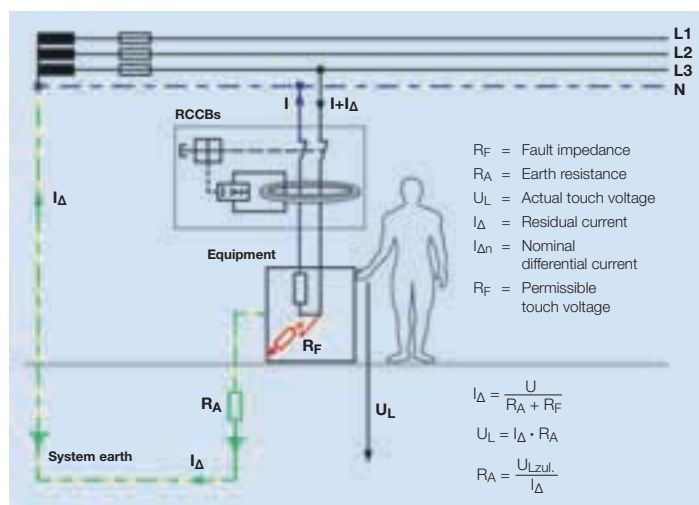 L1
L2
L3
N
RCCBs
I
I+IΔ
IΔ
Equipment
RF
RA
UL
System earth
IΔ
RF = Fault impedance
RA = Earth resistance
UL = Actual touch voltage
IΔ = Residual current
IΔn = Nominal
differential current
RF = Permissible
touch voltage
IΔ = U / RA + RF
UL = IΔ · RA
RA = ULzul. / IΔ